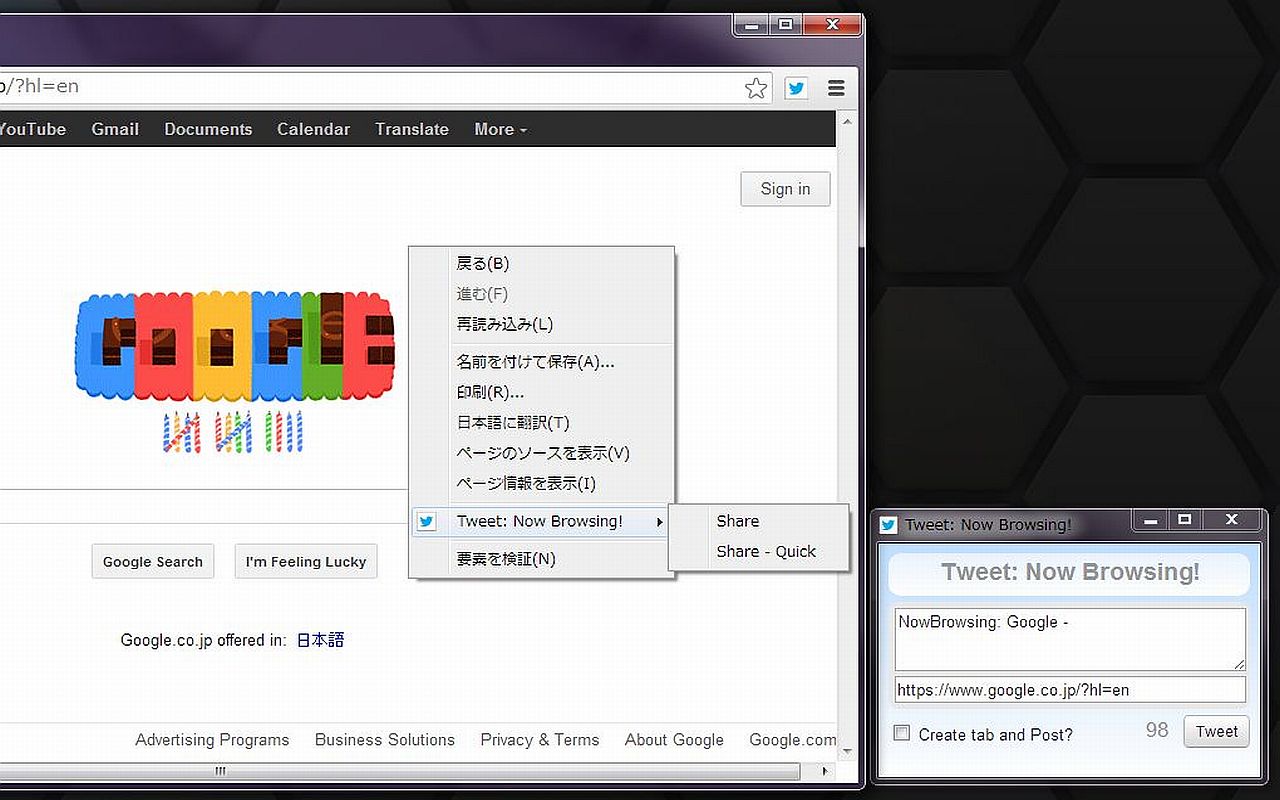 /?hl=en
YouTube Gmail Documents Calendar Translate More
Sign in
GOOGLE
戻る(B)
進む(F)
再読み込み(L)
名前を付けて保存(A)...
印刷(R)...
日本語に翻訳(T)
ページのソースを表示(V)
ページ情報を表示(I)
Tweet: Now Browsing!
要素を検証(N)
Share
Share - Quick
Google Search I'm Feeling Lucky
Google.co.jp offered in: 日本語
Advertising Programs Business Solutions Privacy & Terms About Google Google.com
Tweet: Now Browsing!
Tweet: Now Browsing!
NowBrowsing: Google -
https://www.google.co.jp/?hl=en
Create tab and Post? 98 Tweet